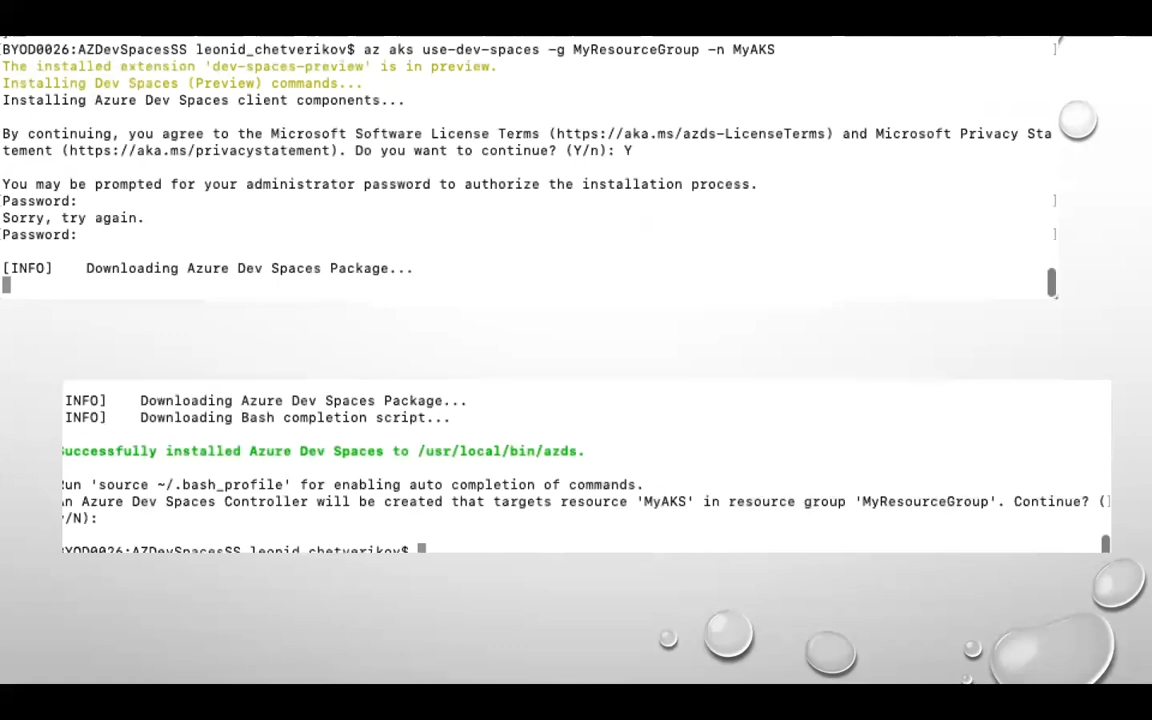 [BYOD0026:AZDevSpacesSS leonid_chetverikov$ az aks use-dev-spaces -g MyResourceGroup -n MyAKS ]
The installed extension 'dev-spaces-preview' is in preview.
Installing Dev Spaces (Preview) commands...
Installing Azure Dev Spaces client components...
By continuing, you agree to the Microsoft Software License Terms (https://aka.ms/azds-LicenseTerms) and Microsoft Privacy Sta
tement (https://aka.ms/privacystatement). Do you want to continue? (Y/n): Y
You may be prompted for your administrator password to authorize the installation process.
[Password: ]
Sorry, try again.
[Password: ]
[INFO] Downloading Azure Dev Spaces Package...
INFO] Downloading Azure Dev Spaces Package...
INFO] Downloading Bash completion script...
Successfully installed Azure Dev Spaces to /usr/local/bin/azds.
Run 'source ~/.bash_profile' for enabling auto completion of commands.
An Azure Dev Spaces Controller will be created that targets resource 'MyAKS' in resource group 'MyResourceGroup'. Continue? (]
y/N):
BYOD0026:AZDevSpacesSS leonid_chetverikov$